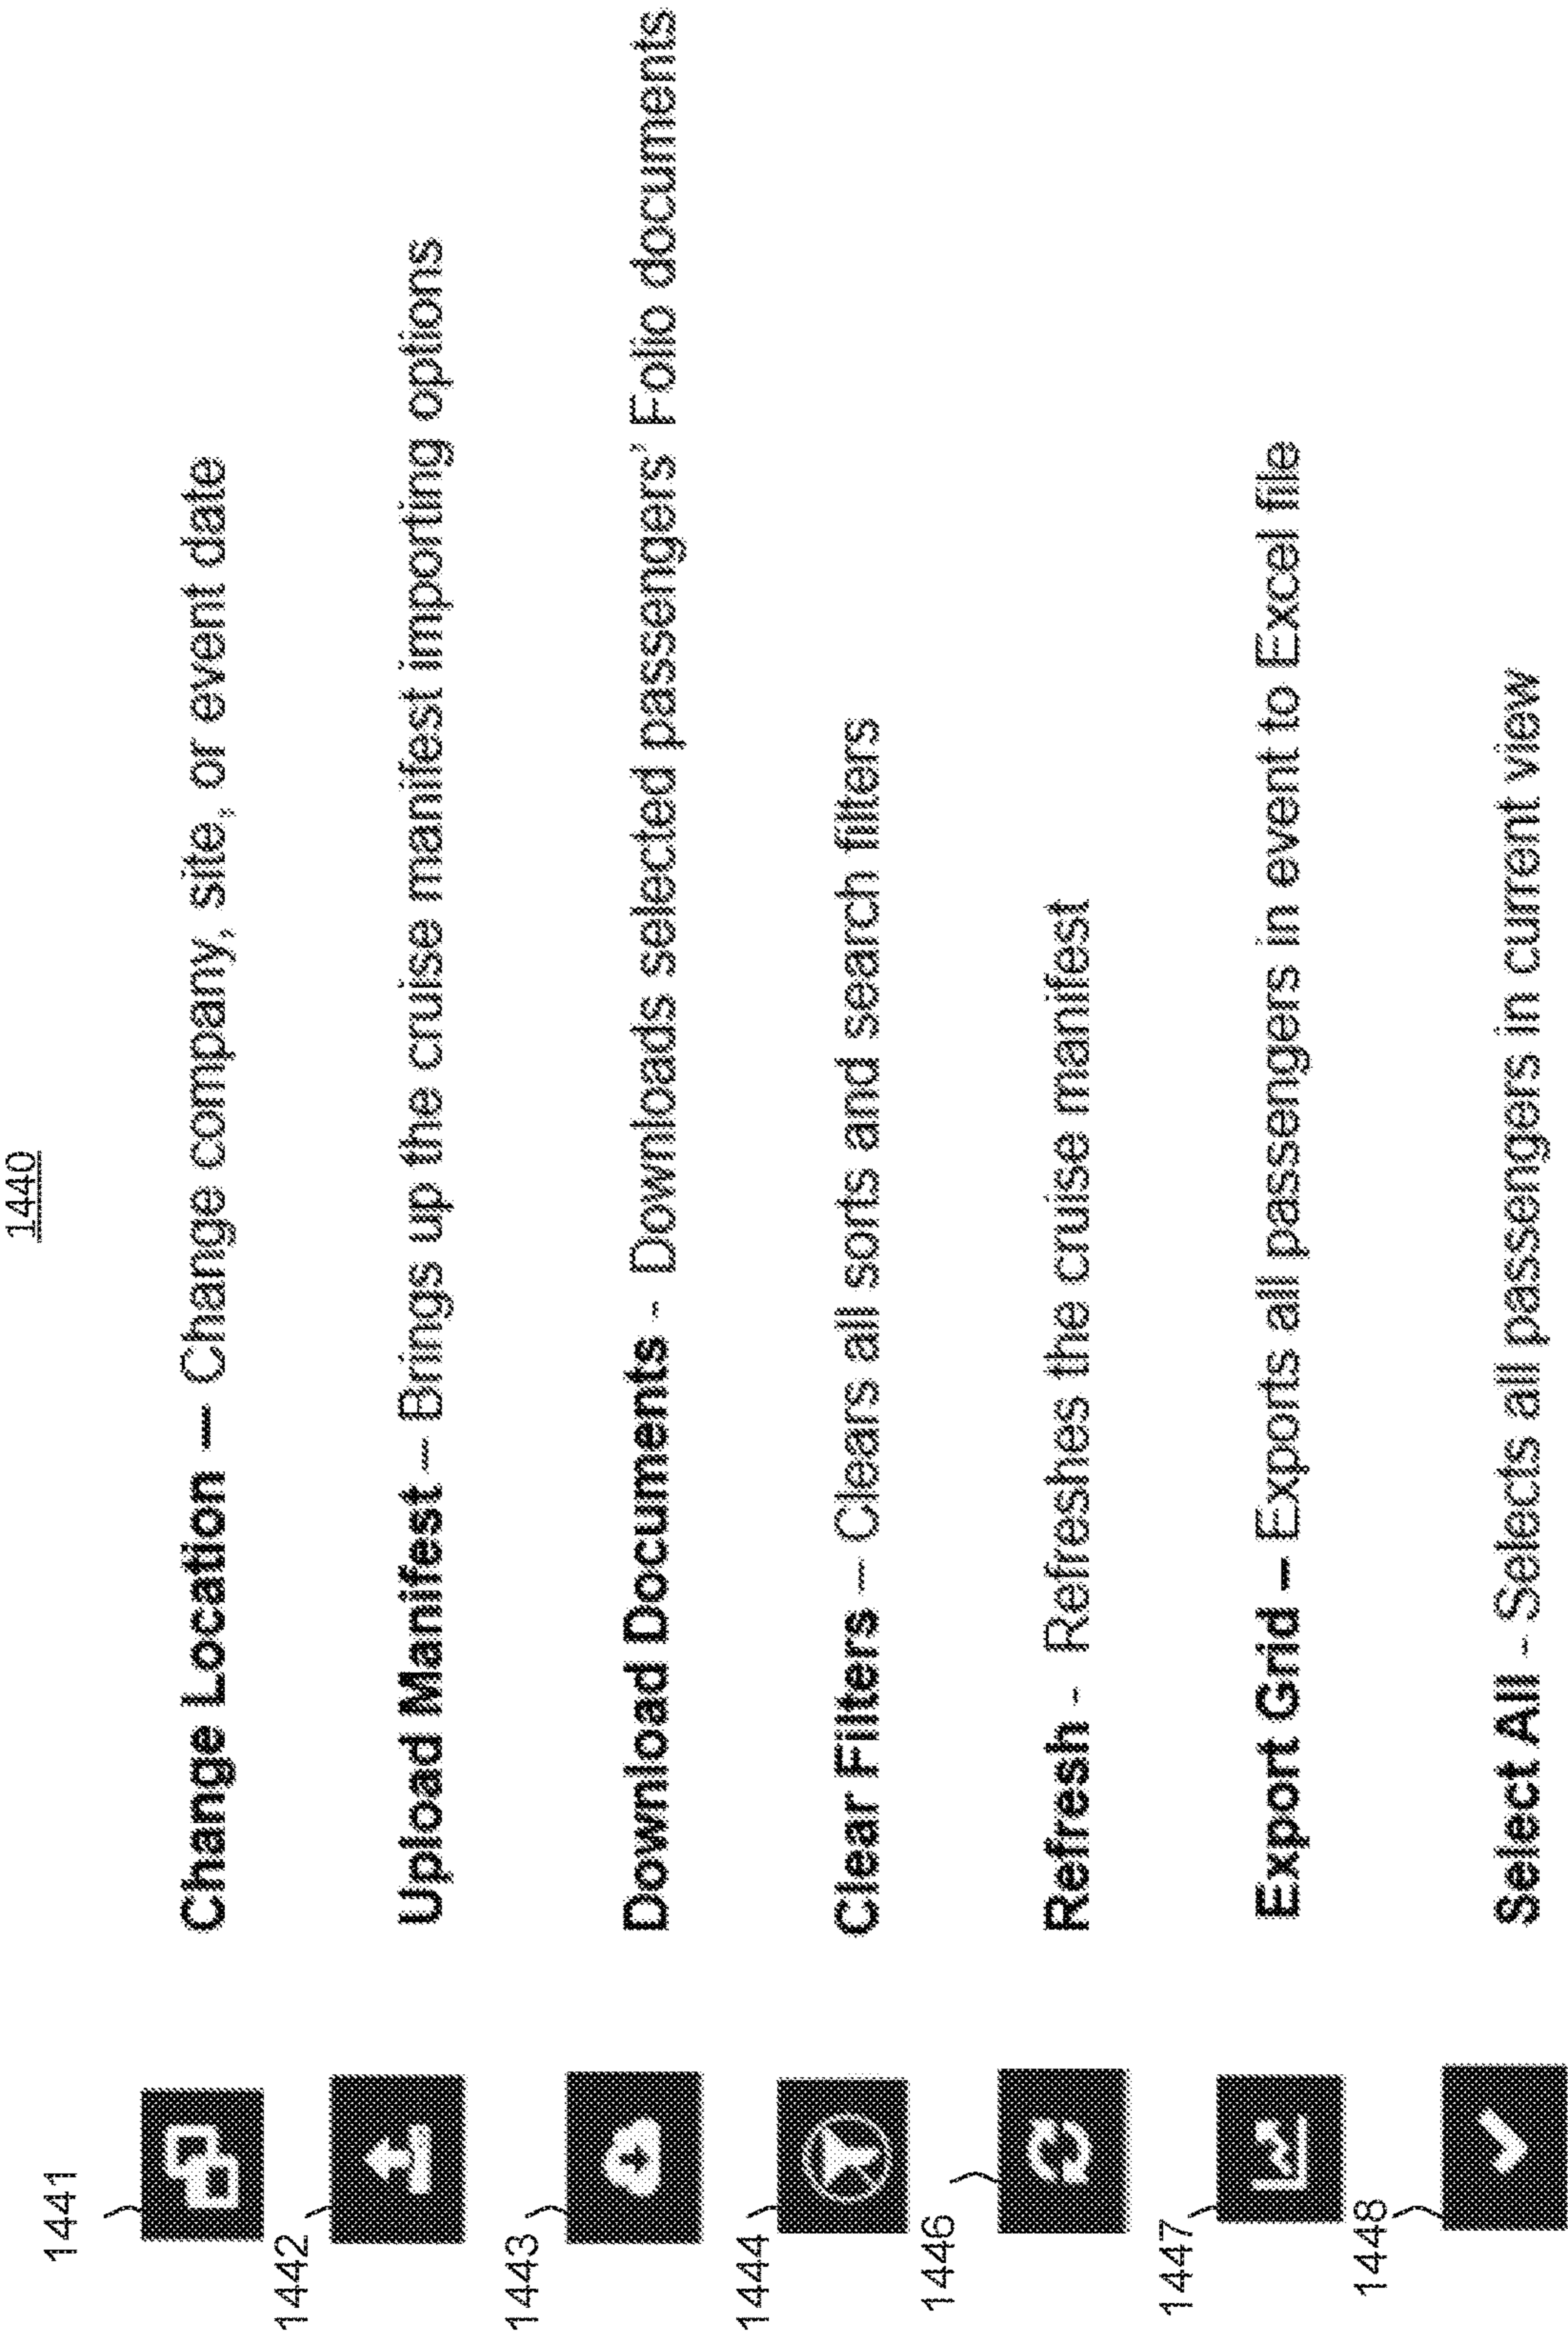 1440
1441
Change Location – Change company, site, or event date
1442
Upload Manifest – Brings up the cruise manifest importing options
1443
Download Documents - Downloads selected passengers’ Folio documents
1444
Clear Filters – Clears all sorts and search filters
1446
Refresh - Refreshes the cruise manifest
1447
Export Grid – Exports all passengers in event to Excel file
1448
Select All - Selects all passengers in current view